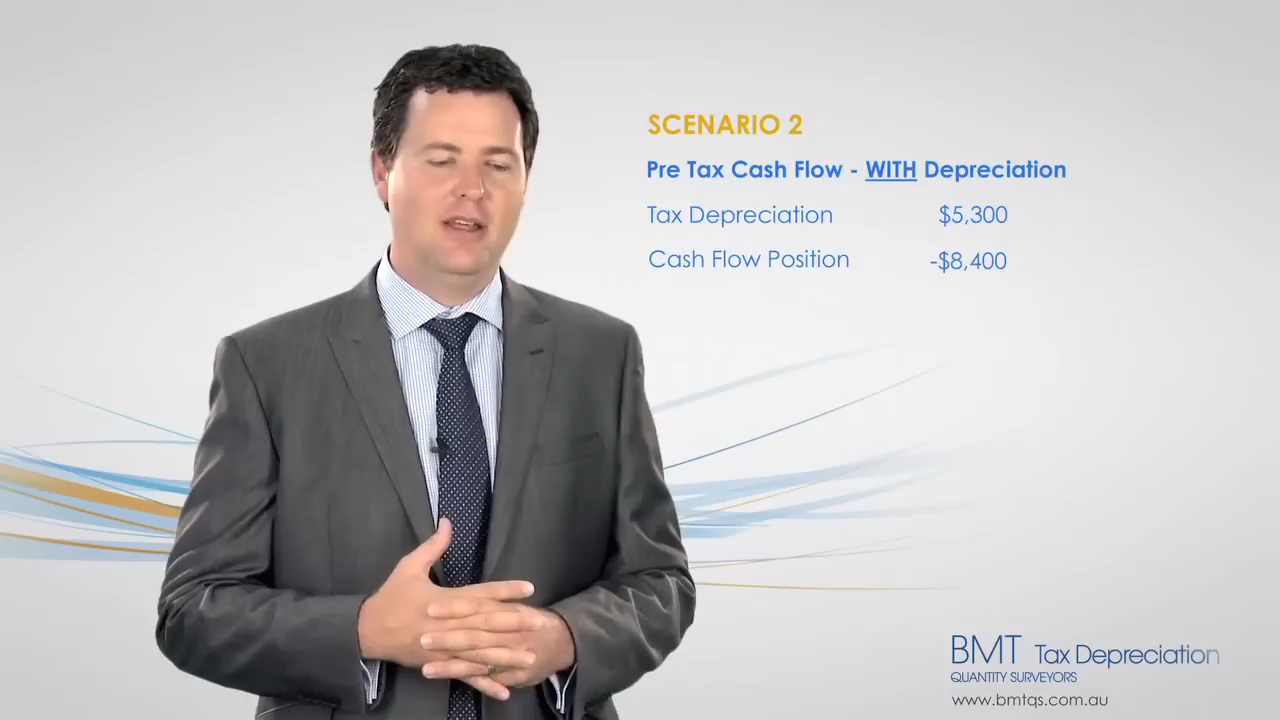 SCENARIO 2
Pre Tax Cash Flow - WITH Depreciation
Tax Depreciation $5,300
Cash Flow Position -$8,400
BMT Tax Depreciation
QUANTITY SURVEYORS
www.bmtqs.com.au